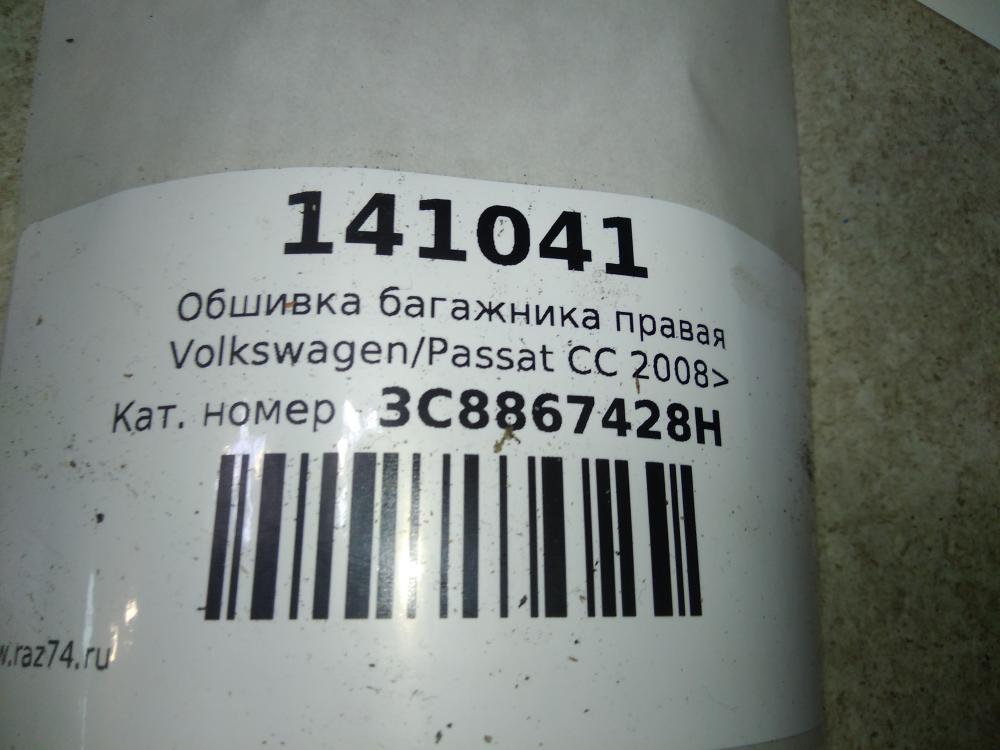 141041
Обшивка багажника правая
Volkswagen/Passat CC 2008>
Кат. номер 3C8867428H
w.raz74.ru